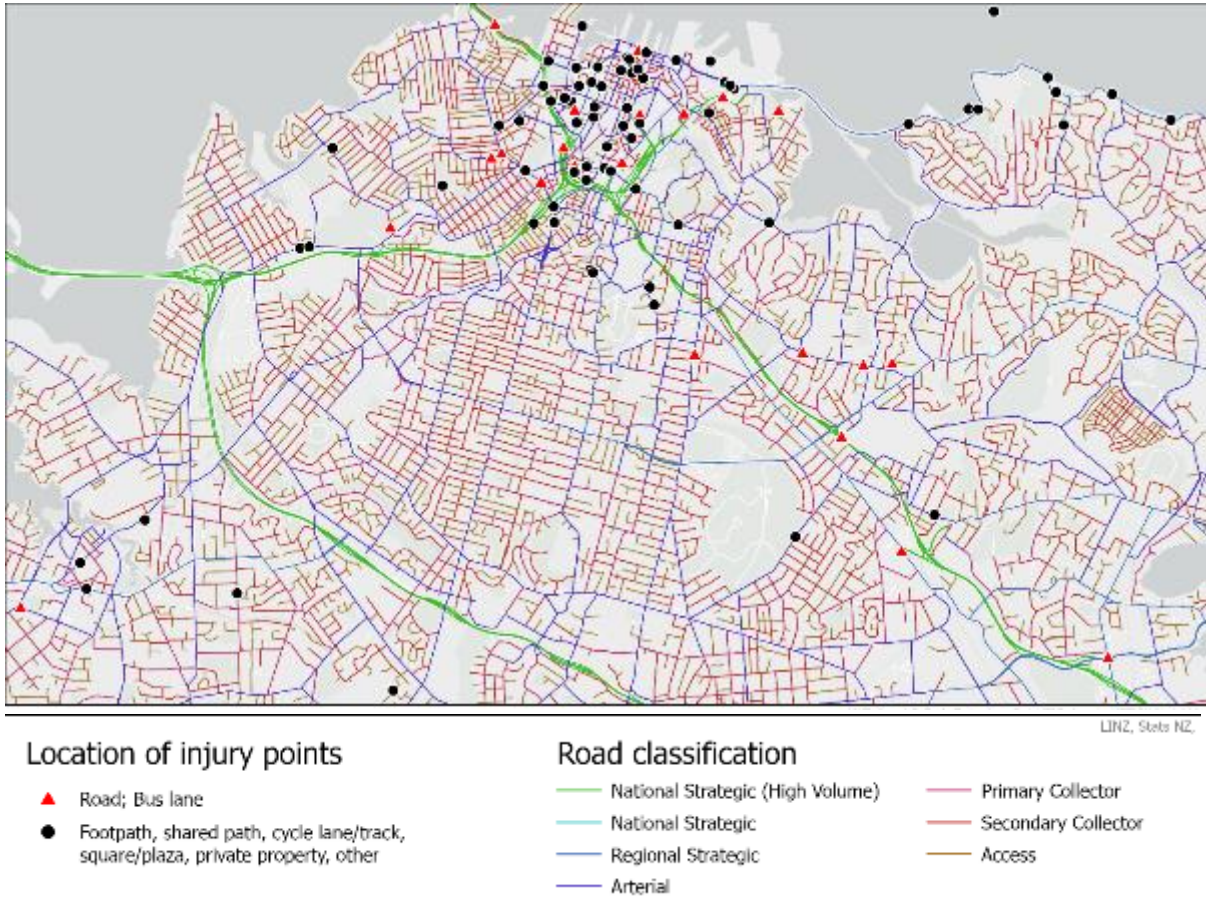 LINZ, Stats NZ,
Location of injury points
Road; Bus lane
Footpath, shared path, cycle lane/track,
square/plaza, private property, other
Road classification
National Strategic (High Volume)
National Strategic
Regional Strategic
Arterial
Primary Collector
Secondary Collector
Access